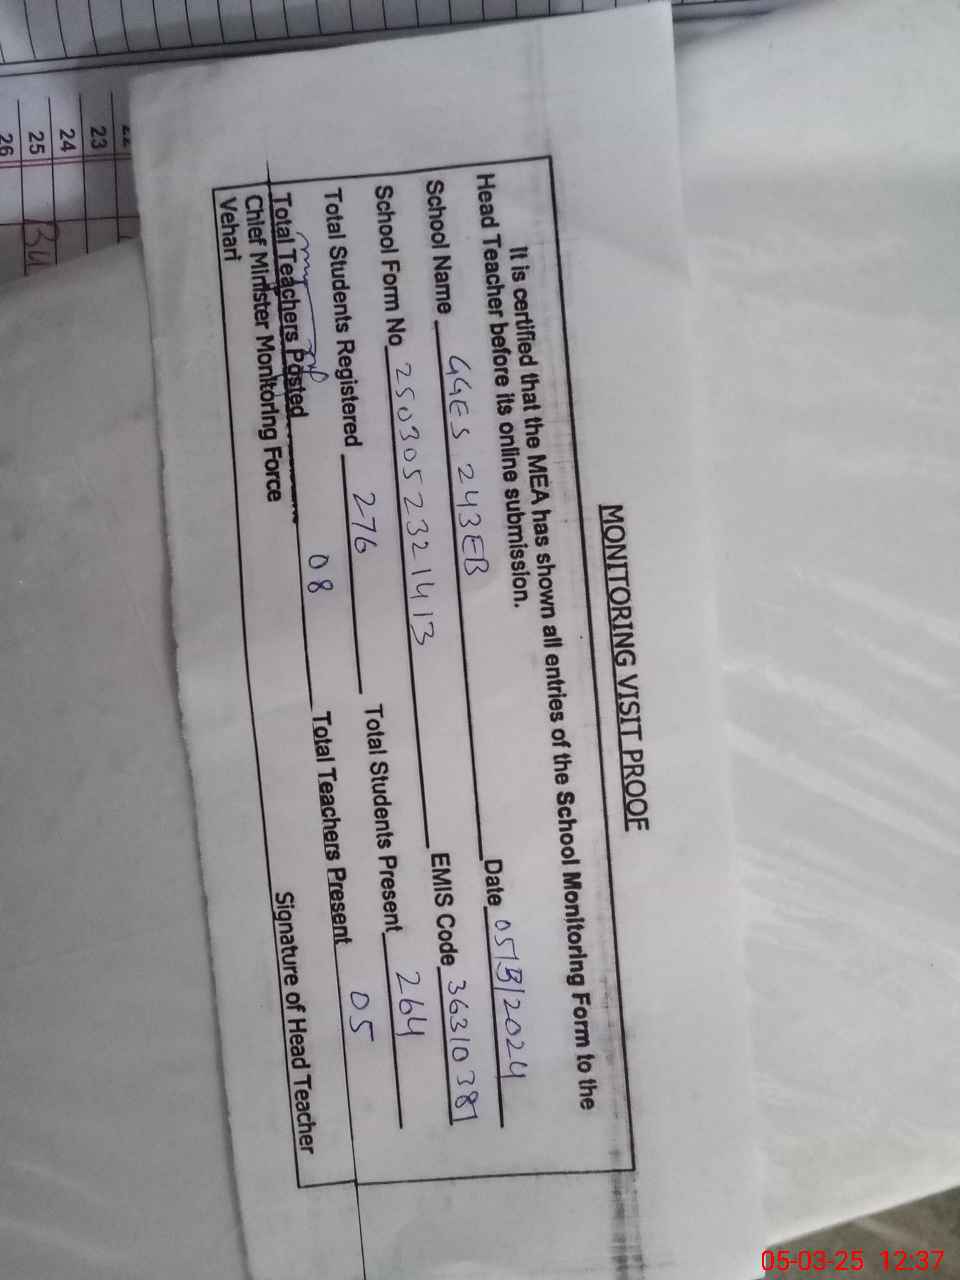 MONITORING VISIT PROOF
It is certified that the MEA has shown all entries of the School Monitoring Form to the
Head Teacher before its online submission.
School Name GGES 243EB Date 05/3/2024
School Form No 2503052321413 EMIS Code 36310381
Total Students Registered 276 Total Students Present 264
Total Teachers Posted 08 Total Teachers Present 05
Chief Minister Monitoring Force Signature of Head Teacher
Vehari
23
24
25
26
05-03-25 12:37